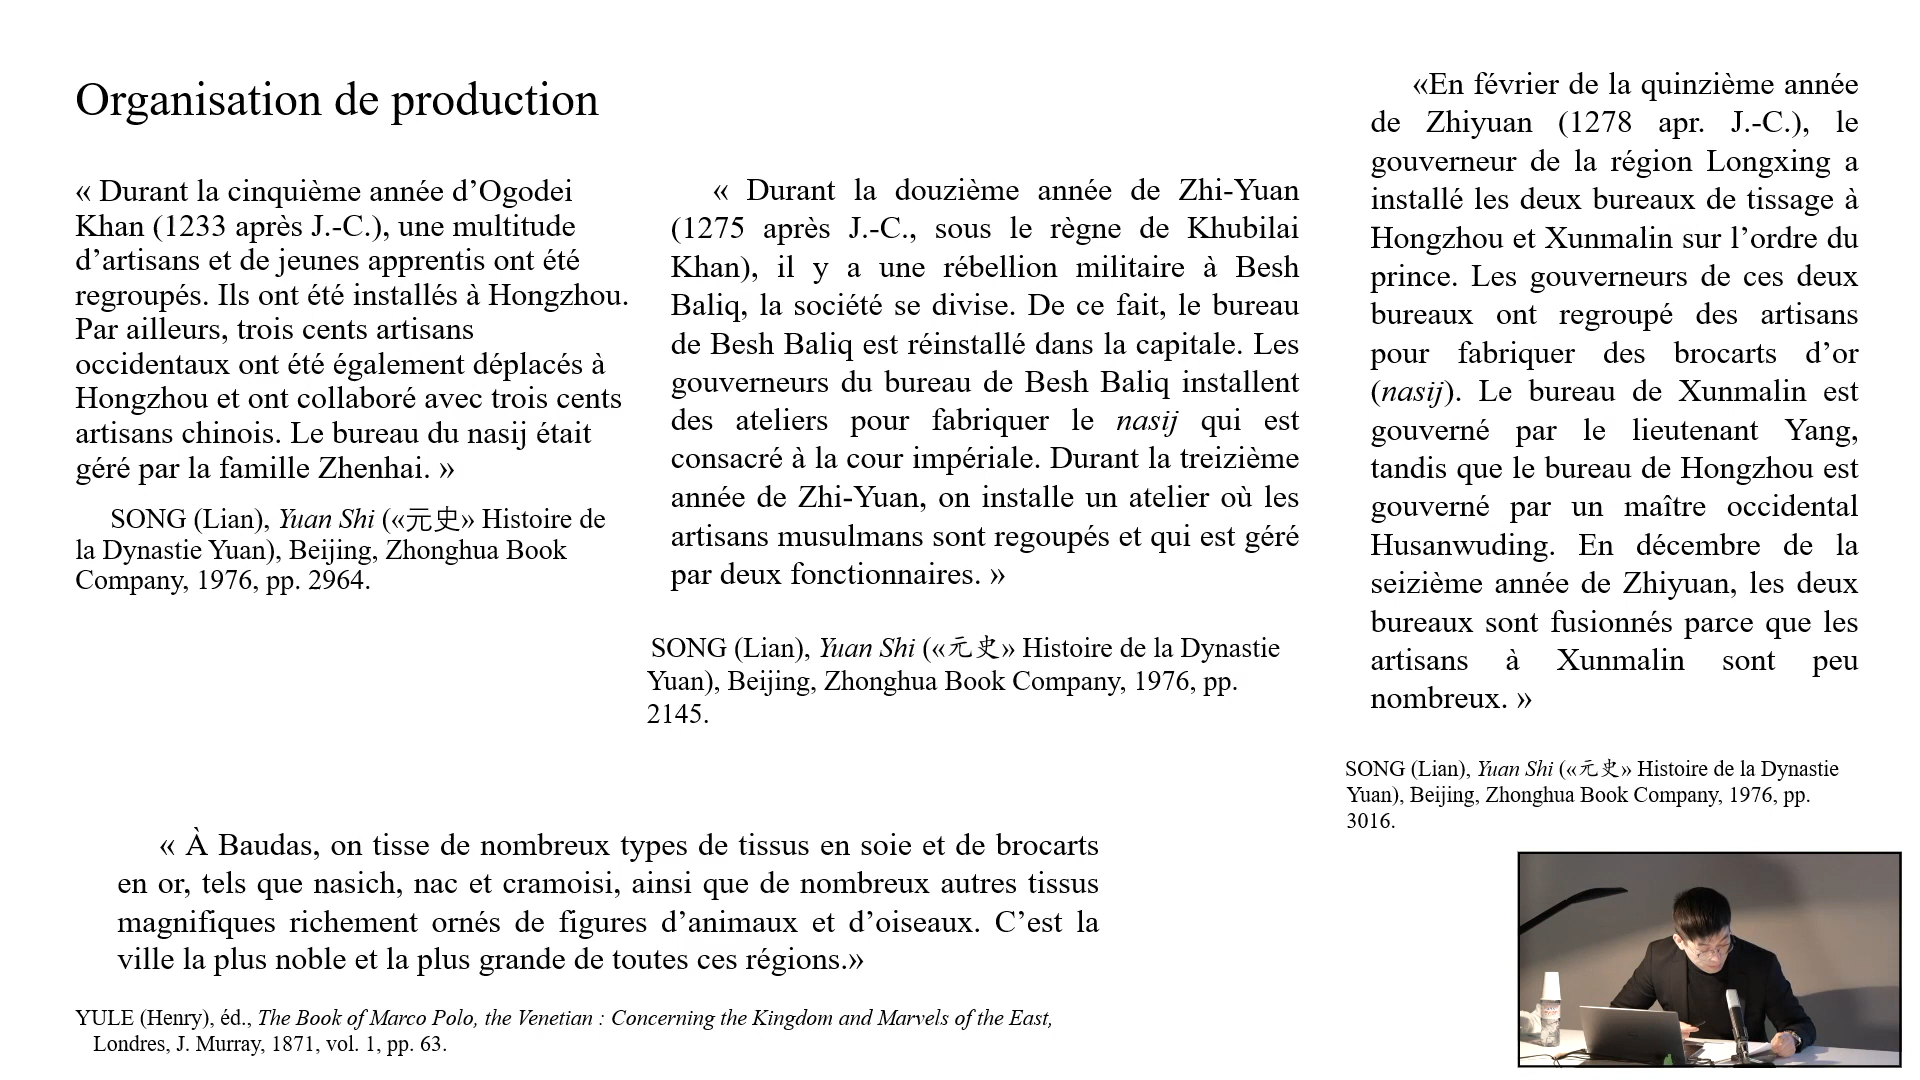 Organisation de production
« Durant la cinquième année d’Ogodei
Khan (1233 après J.-C.), une multitude
d’artisans et de jeunes apprentis ont été
regroupés. Ils ont été installés à Hongzhou.
Par ailleurs, trois cents artisans
occidentaux ont été également déplacés à
Hongzhou et ont collaboré avec trois cents
artisans chinois. Le bureau du nasij était
géré par la famille Zhenhai. »
SONG (Lian), Yuan Shi («元史» Histoire de
la Dynastie Yuan), Beijing, Zhonghua Book
Company, 1976, pp. 2964.
« Durant la douzième année de Zhi-Yuan
(1275 après J.-C., sous le règne de Khubilai
Khan), il y a une rébellion militaire à Besh
Baliq, la société se divise. De ce fait, le bureau
de Besh Baliq est réinstallé dans la capitale. Les
gouverneurs du bureau de Besh Baliq installent
des ateliers pour fabriquer le nasij qui est
consacré à la cour impériale. Durant la treizième
année de Zhi-Yuan, on installe un atelier où les
artisans musulmans sont regoupés et qui est géré
par deux fonctionnaires. »
SONG (Lian), Yuan Shi («元史» Histoire de la Dynastie
Yuan), Beijing, Zhonghua Book Company, 1976, pp.
2145.
«En février de la quinzième année
de Zhiyuan (1278 apr. J.-C.), le
gouverneur de la région Longxing a
installé les deux bureaux de tissage à
Hongzhou et Xunmalin sur l’ordre du
prince. Les gouverneurs de ces deux
bureaux ont regroupé des artisans
pour fabriquer des brocarts d’or
(nasij). Le bureau de Xunmalin est
gouverné par le lieutenant Yang,
tandis que le bureau de Hongzhou est
gouverné par un maître occidental
Husanwuding. En décembre de la
seizième année de Zhiyuan, les deux
bureaux sont fusionnés parce que les
artisans à Xunmalin sont peu
nombreux. »
SONG (Lian), Yuan Shi («元史» Histoire de la Dynastie
Yuan), Beijing, Zhonghua Book Company, 1976, pp.
3016.
« À Baudas, on tisse de nombreux types de tissus en soie et de brocarts
en or, tels que nasich, nac et cramoisi, ainsi que de nombreux autres tissus
magnifiques richement ornés de figures d’animaux et d’oiseaux. C’est la
ville la plus noble et la plus grande de toutes ces régions.»
YULE (Henry), éd., The Book of Marco Polo, the Venetian : Concerning the Kingdom and Marvels of the East,
Londres, J. Murray, 1871, vol. 1, pp. 63.